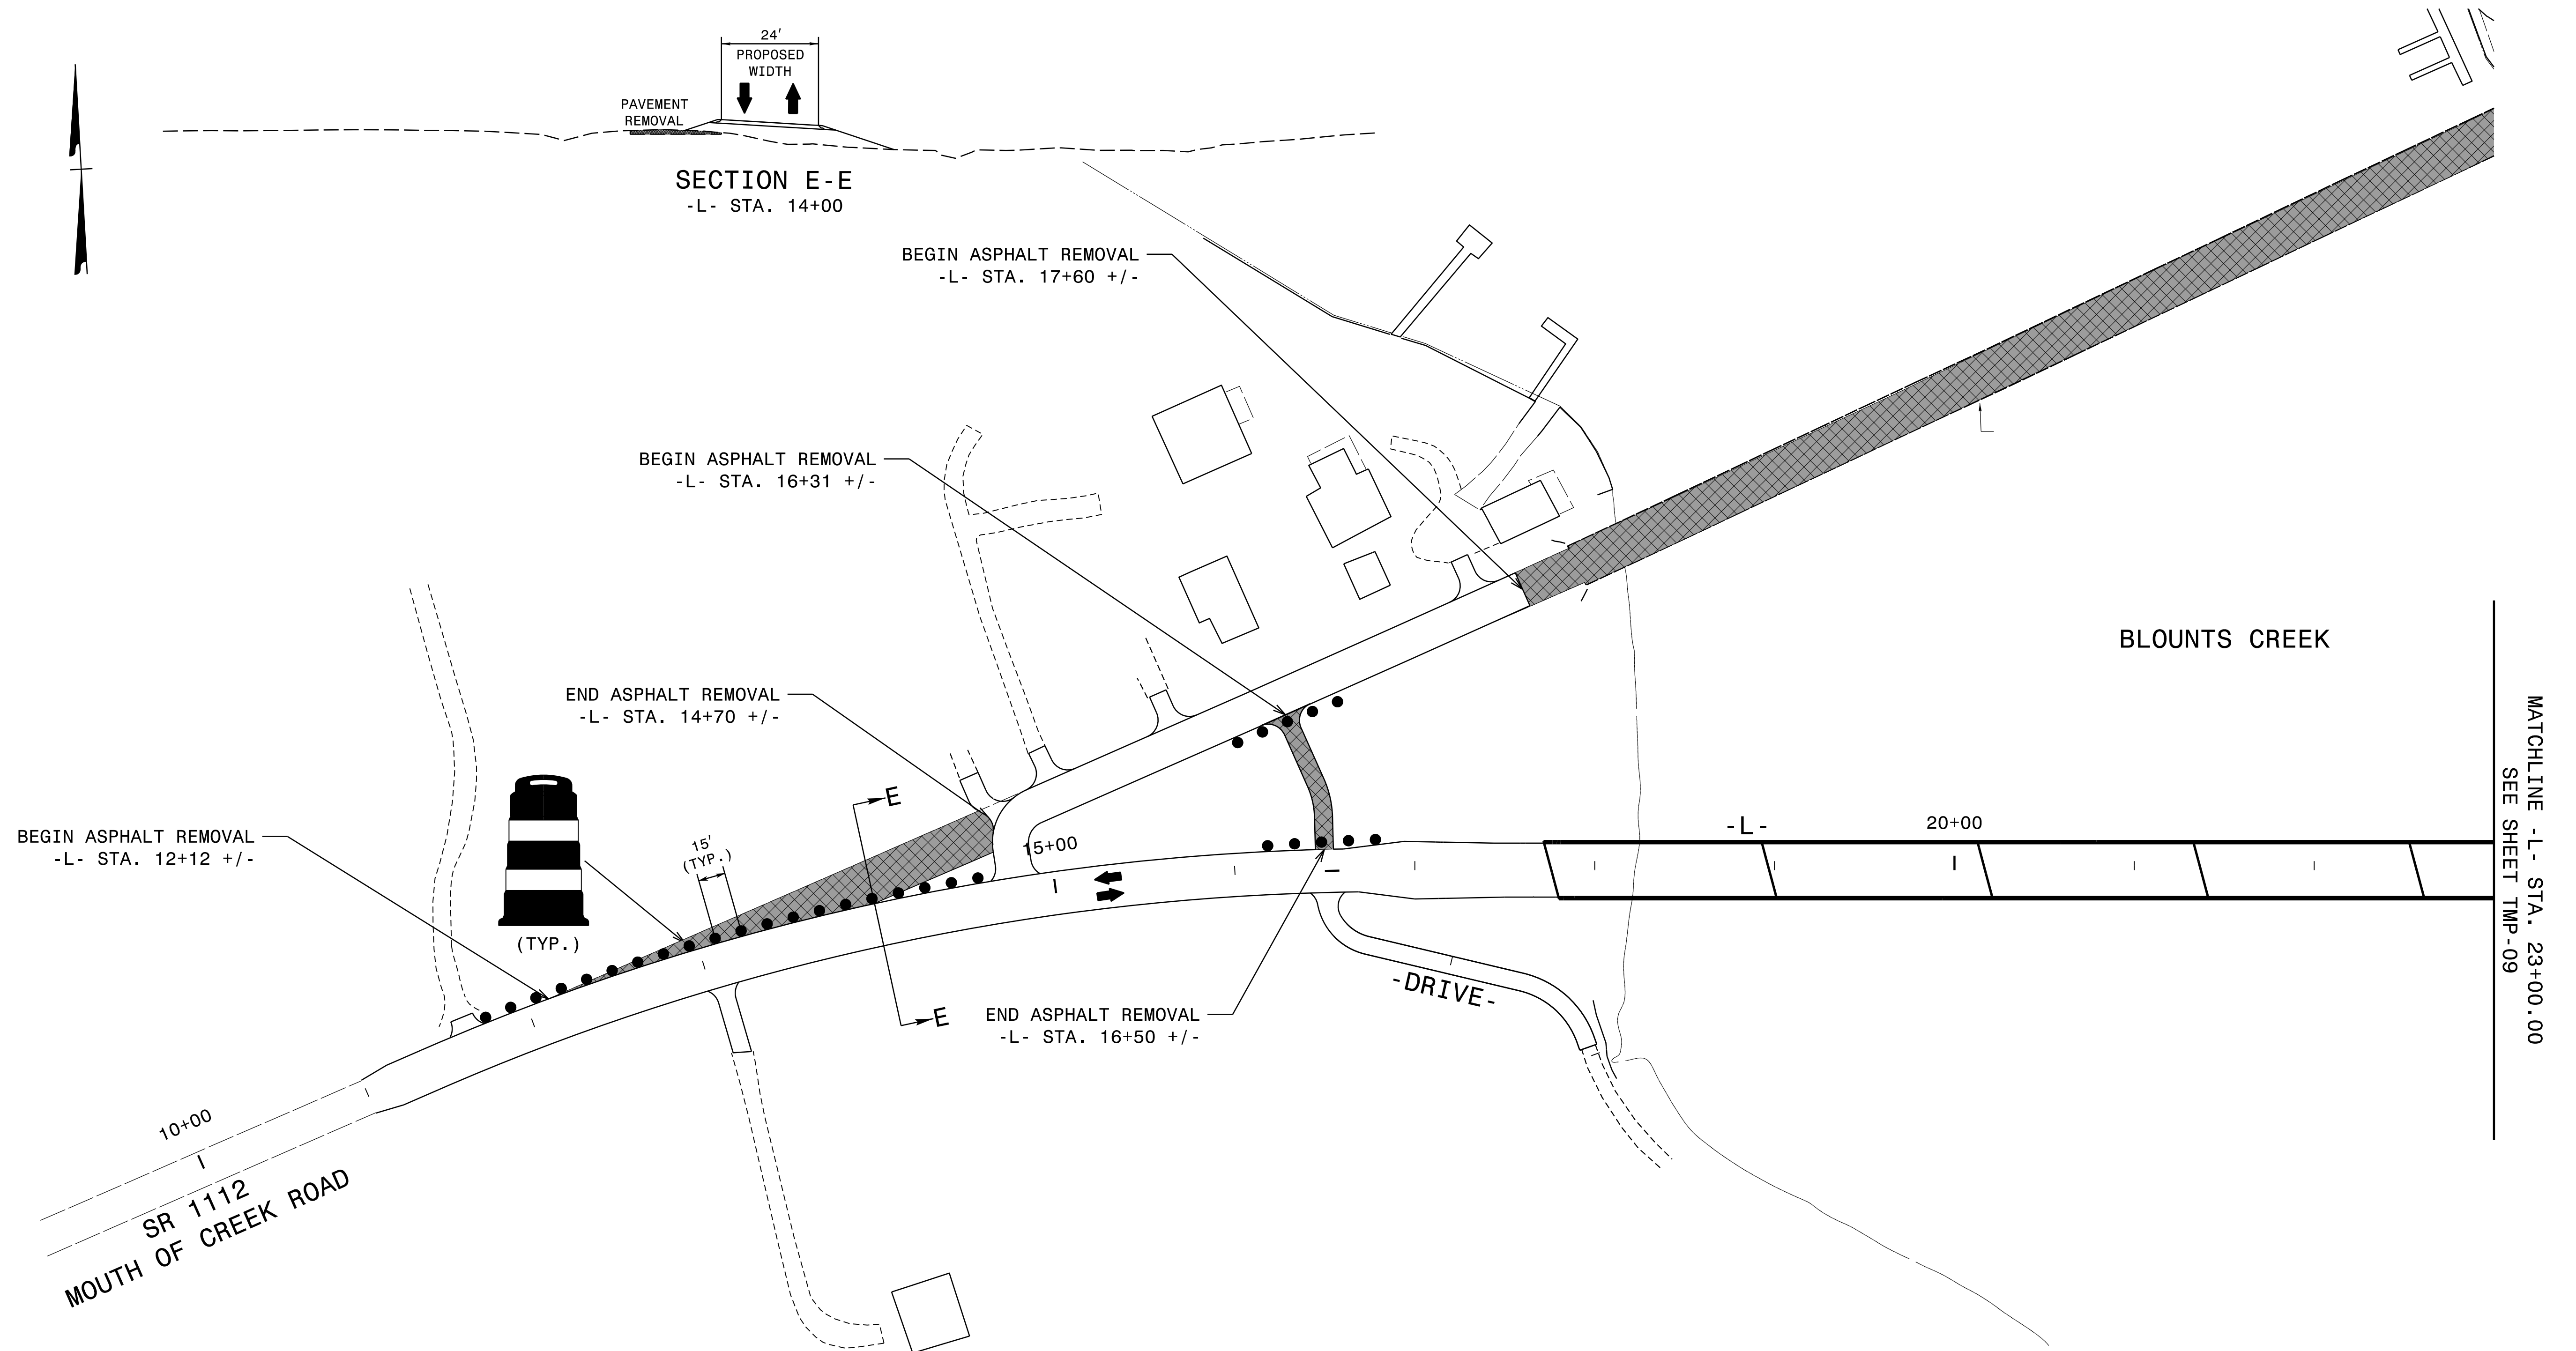 24'
PROPOSED
WIDTH
PAVEMENT
REMOVAL
SECTION E-E
-L- STA. 14+00
BEGIN ASPHALT REMOVAL
-L- STA. 17+60 +/-
BEGIN ASPHALT REMOVAL
-L- STA. 16+31 +/-
END ASPHALT REMOVAL
-L- STA. 14+70 +/-
BEGIN ASPHALT REMOVAL
-L- STA. 12+12 +/-
(TYP.)
15'
(TYP.)
E
E
15+00
-L-
20+00
BLOUNTS CREEK
MATCHLINE -L- STA. 23+00.00
SEE SHEET TMP-09
END ASPHALT REMOVAL
-L- STA. 16+50 +/-
-DRIVE-
10+00
SR 1112
MOUTH OF CREEK ROAD